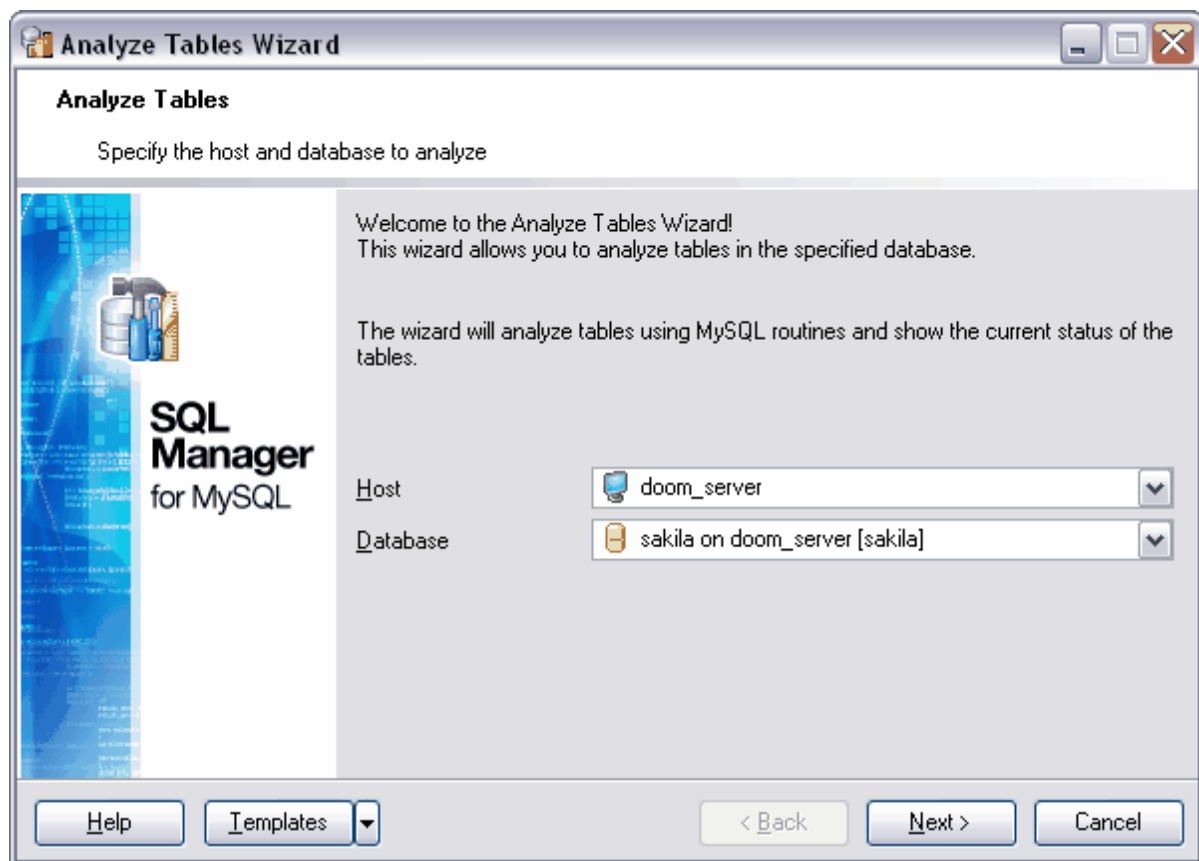 Analyze Tables Wizard
Analyze Tables
Specify the host and database to analyze
Welcome to the Analyze Tables Wizard!
This wizard allows you to analyze tables in the specified database.
The wizard will analyze tables using MySQL routines and show the current status of the
tables.
SQL
Manager
for MySQL
Host
doom_server
Database
sakila on doom_server [sakila]
Help
Templates
< Back
Next >
Cancel